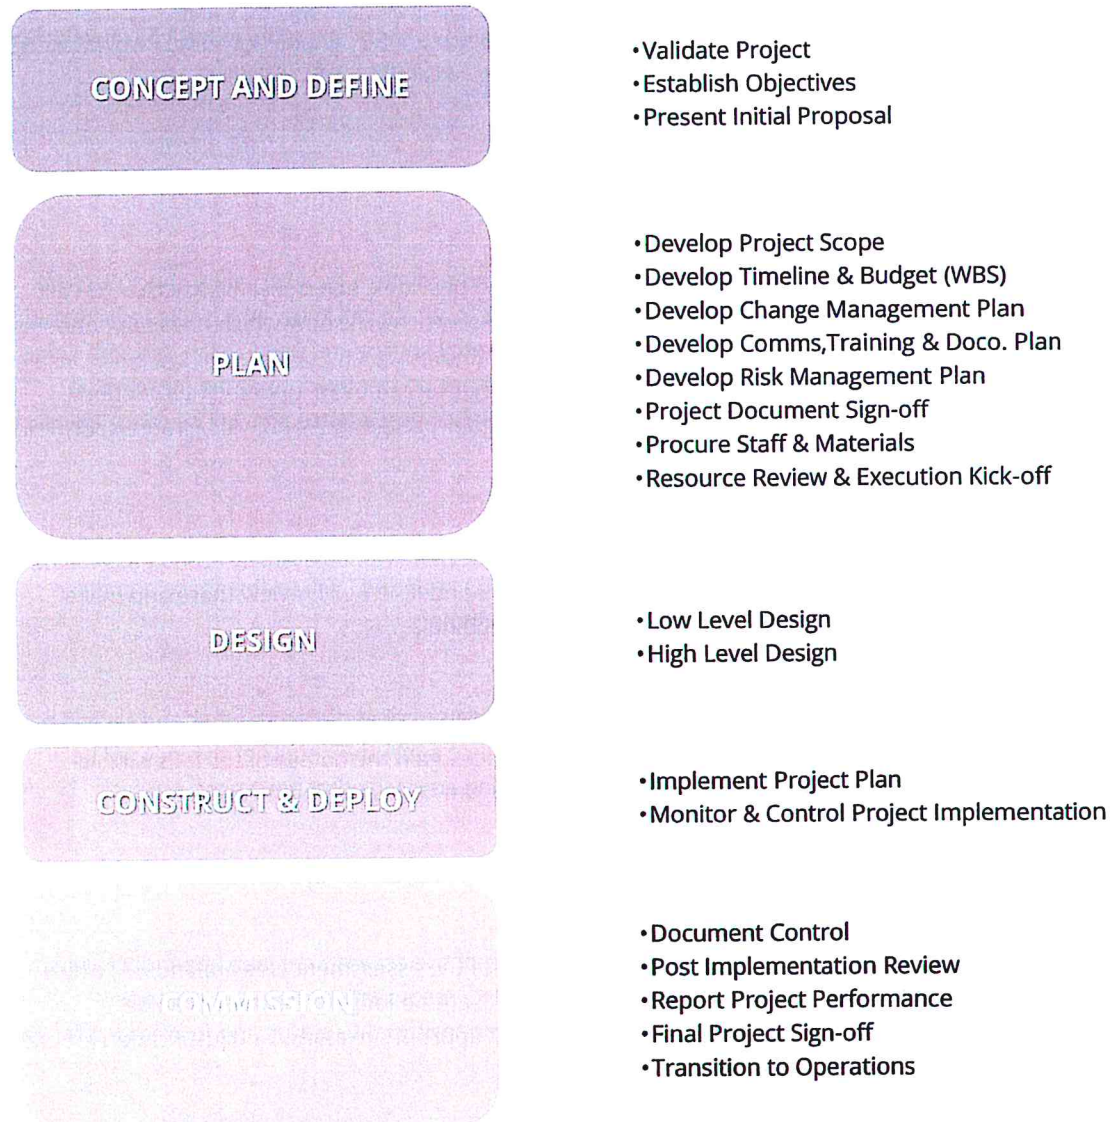 CONCEPT AND DEFINE
•Validate Project
•Establish Objectives
•Present Initial Proposal
PLAN
•Develop Project Scope
•Develop Timeline & Budget (WBS)
•Develop Change Management Plan
•Develop Comms,Training & Doco. Plan
•Develop Risk Management Plan
•Project Document Sign-off
•Procure Staff & Materials
•Resource Review & Execution Kick-off
DESIGN
•Low Level Design
•High Level Design
CONSTRUCT & DEPLOY
•Implement Project Plan
•Monitor & Control Project Implementation
COMMISSION
•Document Control
•Post Implementation Review
•Report Project Performance
•Final Project Sign-off
•Transition to Operations